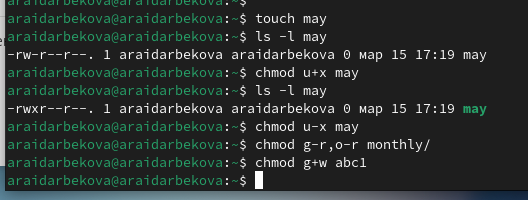 araidarbekova@araidarbekova:~$
araidarbekova@araidarbekova:~$ touch may
araidarbekova@araidarbekova:~$ ls -l may
-rw-r--r--. 1 araidarbekova araidarbekova 0 мар 15 17:19 may
araidarbekova@araidarbekova:~$ chmod u+x may
araidarbekova@araidarbekova:~$ ls -l may
-rwxr--r--. 1 araidarbekova araidarbekova 0 мар 15 17:19 may
araidarbekova@araidarbekova:~$ chmod u-x may
araidarbekova@araidarbekova:~$ chmod g-r,o-r monthly/
araidarbekova@araidarbekova:~$ chmod g+w abc1
araidarbekova@araidarbekova:~$